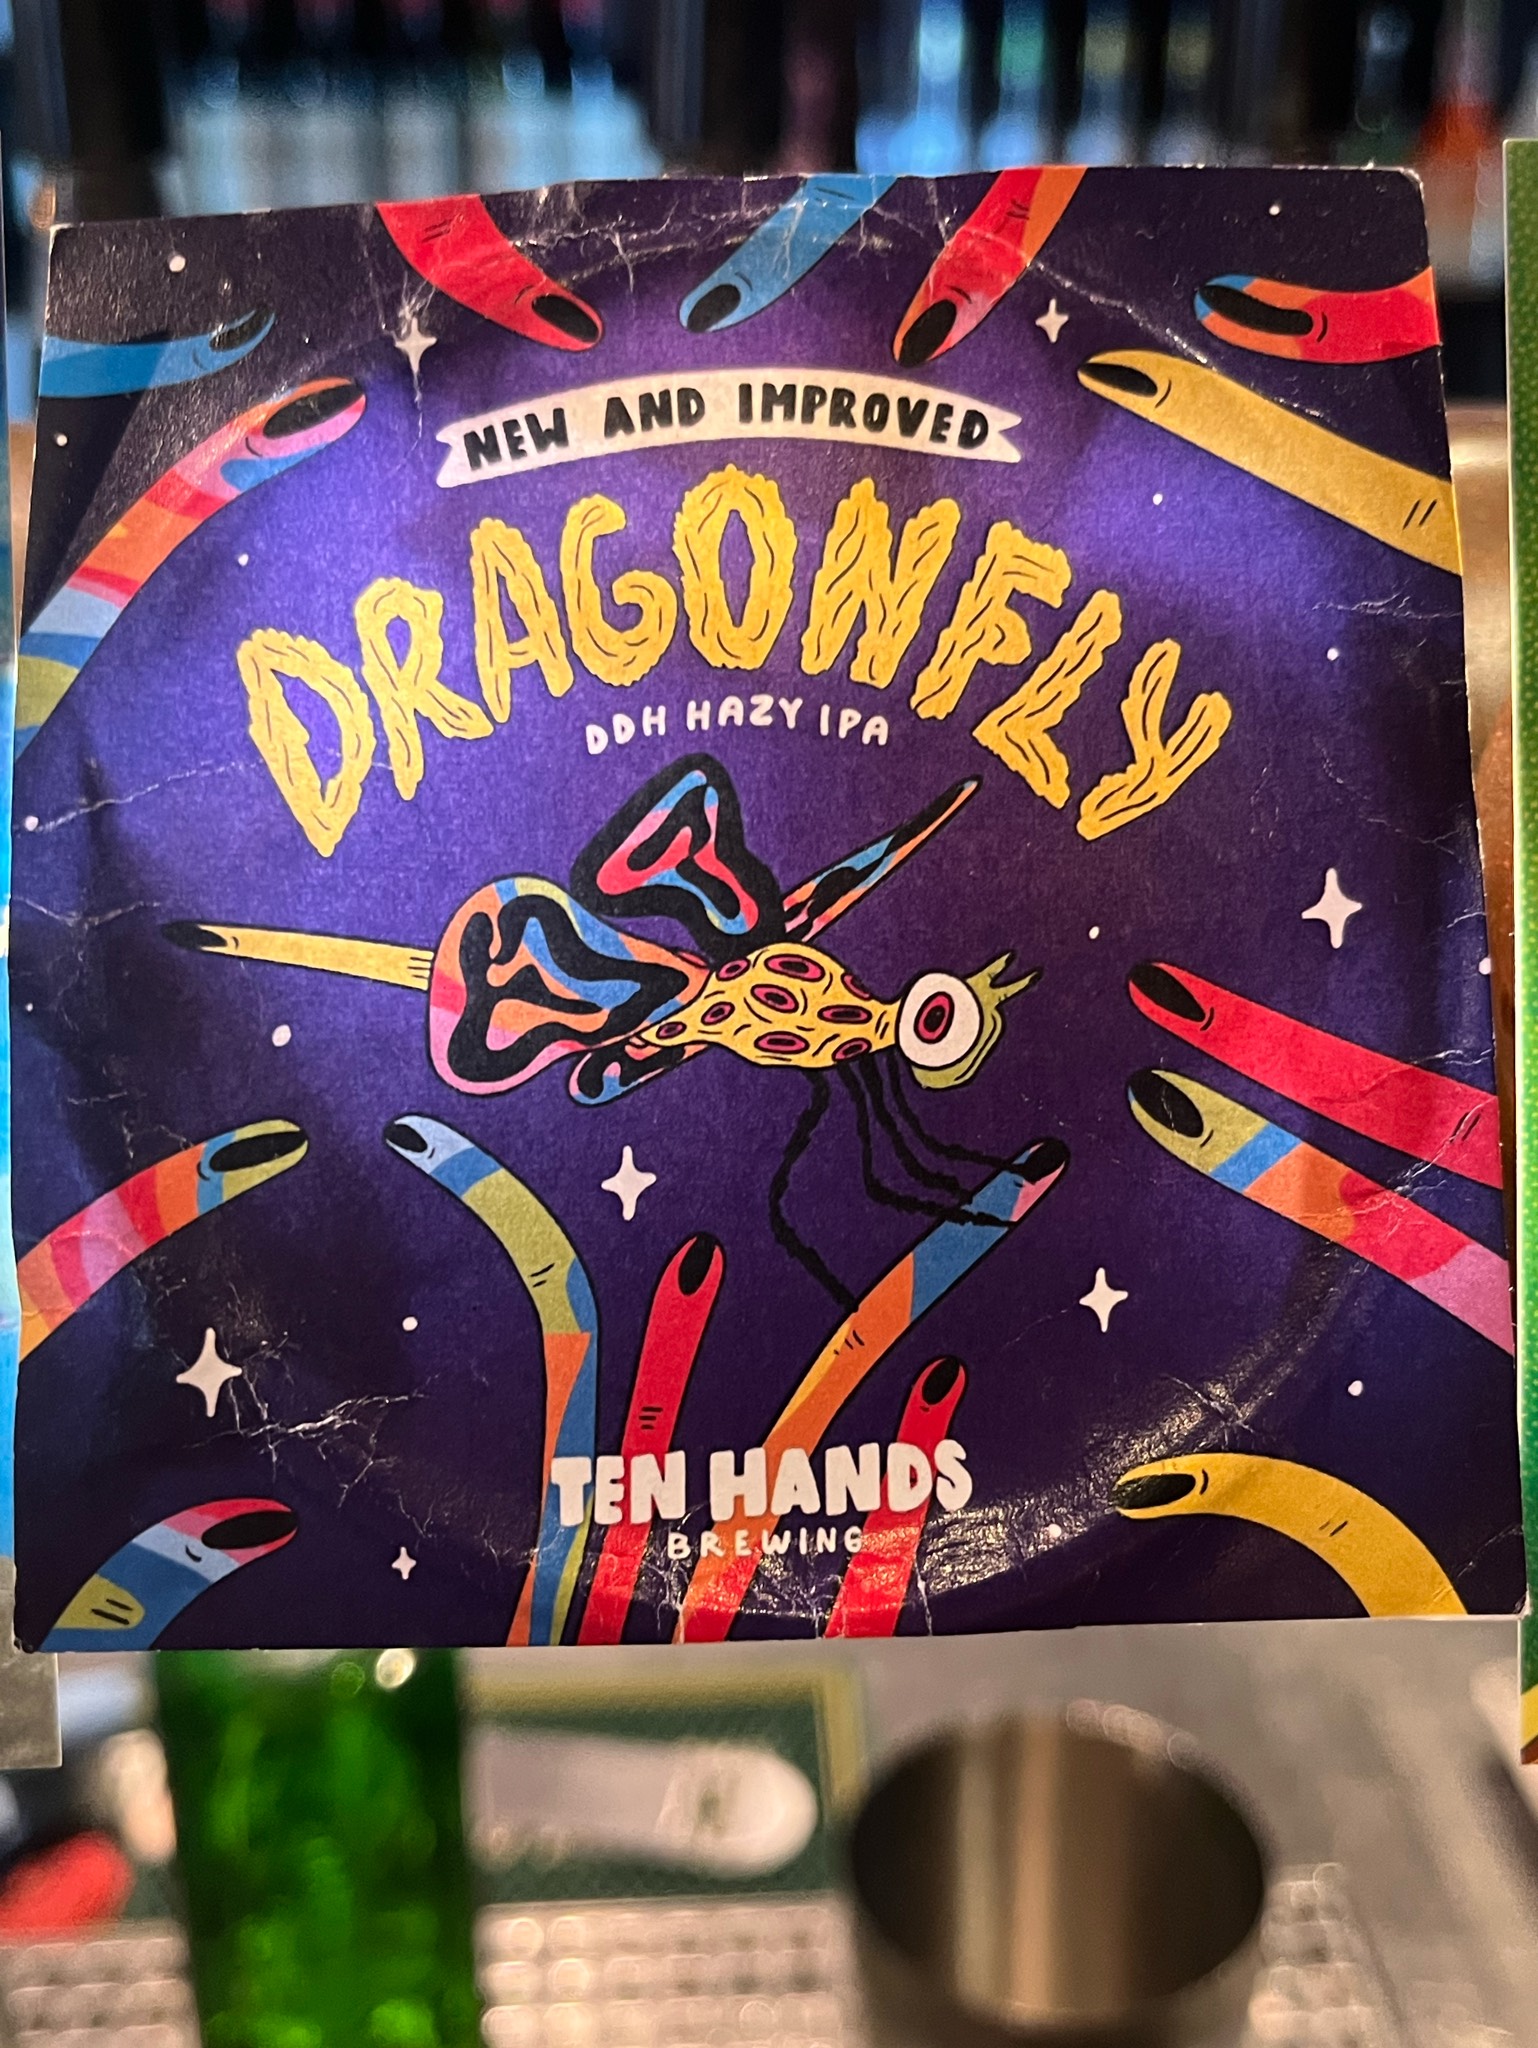 NEW AND IMPROVED
DRAGONFLY
DDH HAZY IPA
TEN HANDS
BREWING